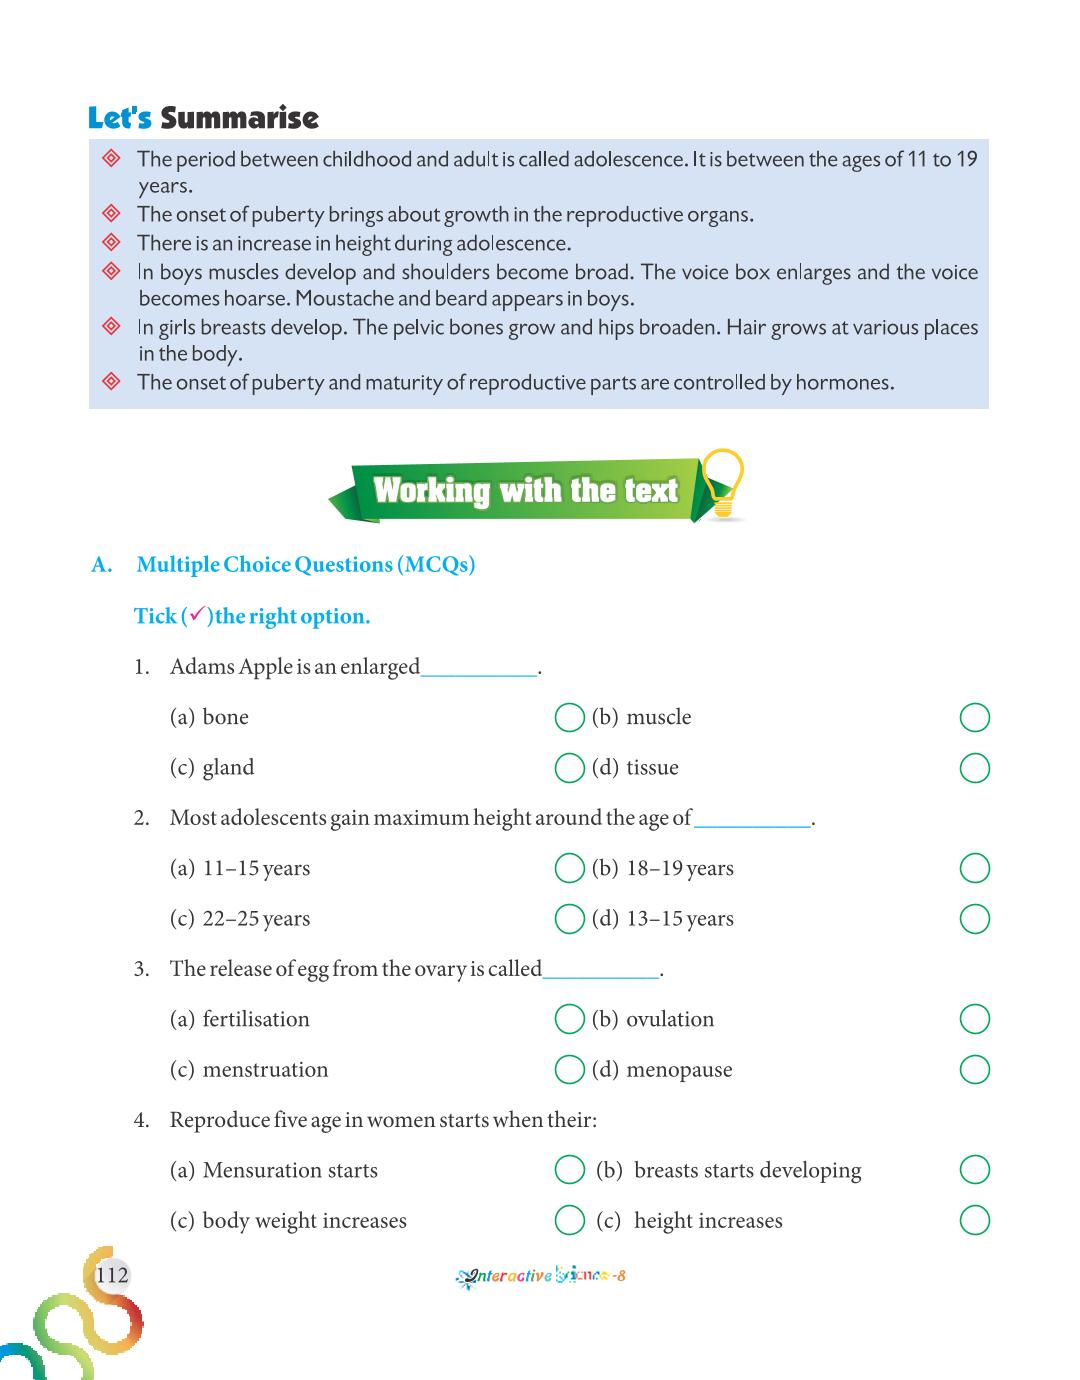 Let's Summarise
The period between childhood and adult is called adolescence. It is between the ages of 11 to 19
years.
The onset of puberty brings about growth in the reproductive organs.
There is an increase in height during adolescence.
In boys muscles develop and shoulders become broad. The voice box enlarges and the voice
becomes hoarse. Moustache and beard appears in boys.
In girls breasts develop. The pelvic bones grow and hips broaden. Hair grows at various places
in the body.
The onset of puberty and maturity of reproductive parts are controlled by hormones.
Working with the text
A. Multiple Choice Questions (MCQs)
Tick (✓) the right option.
1. Adams Apple is an enlarged__________.
(a) bone (b) muscle
(c) gland (d) tissue
2. Most adolescents gain maximum height around the age of __________.
(a) 11–15 years (b) 18–19 years
(c) 22–25 years (d) 13–15 years
3. The release of egg from the ovary is called__________.
(a) fertilisation (b) ovulation
(c) menstruation (d) menopause
4. Reproduce five age in women starts when their:
(a) Mensuration starts (b) breasts starts developing
(c) body weight increases (c) height increases
112 Interactive Science-8